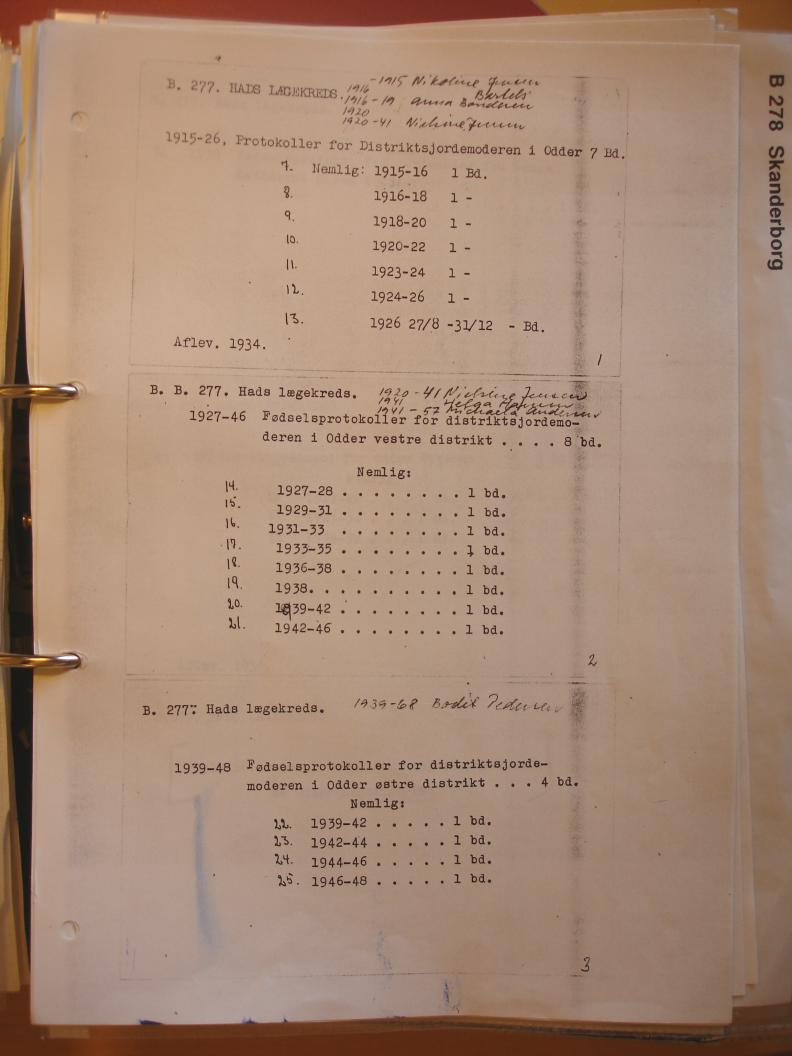 B 278 Skanderborg
B. 277. HADS LÆGEKREDS. 1916 -1915 Nikoline Jensen
Bartels
1916-19 Anna
1920
1920-41 Nielsine Jensen
1915-26, Protokoller for Distriktsjordemoderen i Odder 7 Bd.
7. Nemlig: 1915-16 1 Bd.
8. 1916-18 1 -
9. 1918-20 1 -
10. 1920-22 1 -
11. 1923-24 1 -
12. 1924-26 1 -
13. 1926 27/8 -31/12 - Bd.
Aflev. 1934.
1
B. B. 277. Hads lægekreds. 1920-41 Nielsine Jensen
1941 Helga Hansen
1941-57 Michaela Andersen
1927-46 Fødselsprotokoller for distriktsjordemo-
deren i Odder vestre distrikt . . . . 8 bd.
Nemlig:
14. 1927-28 . . . . . . . . 1 bd.
15. 1929-31 . . . . . . . . 1 bd.
16. 1931-33 . . . . . . . . 1 bd.
17. 1933-35 . . . . . . . . 1 bd.
18. 1936-38 . . . . . . . . 1 bd.
19. 1938. . . . . . . . . . 1 bd.
20. 1939-42 . . . . . . . . 1 bd.
21. 1942-46 . . . . . . . . 1 bd.
2
B. 277: Hads lægekreds. 1939-68 Bodil Pedersen
1939-48 Fødselsprotokoller for distriktsjorde-
moderen i Odder østre distrikt . . . 4 bd.
Nemlig:
22. 1939-42 . . . . . 1 bd.
23. 1942-44 . . . . . 1 bd.
24. 1944-46 . . . . . 1 bd.
25. 1946-48 . . . . . 1 bd.
3